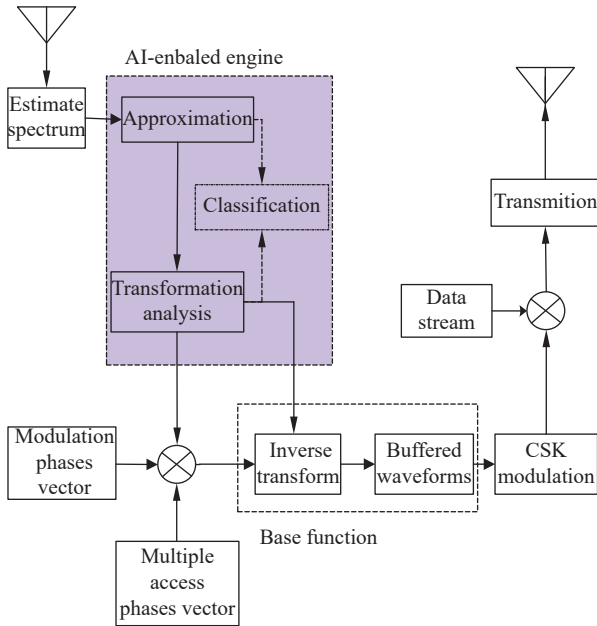 AI-enbaled engine
Estimate
spectrum
Approximation
Classification
Transformation
analysis
Transmition
Data
stream
Modulation
phases
vector
Inverse
transform
Buffered
waveforms
CSK
modulation
Base function
Multiple
access
phases vector